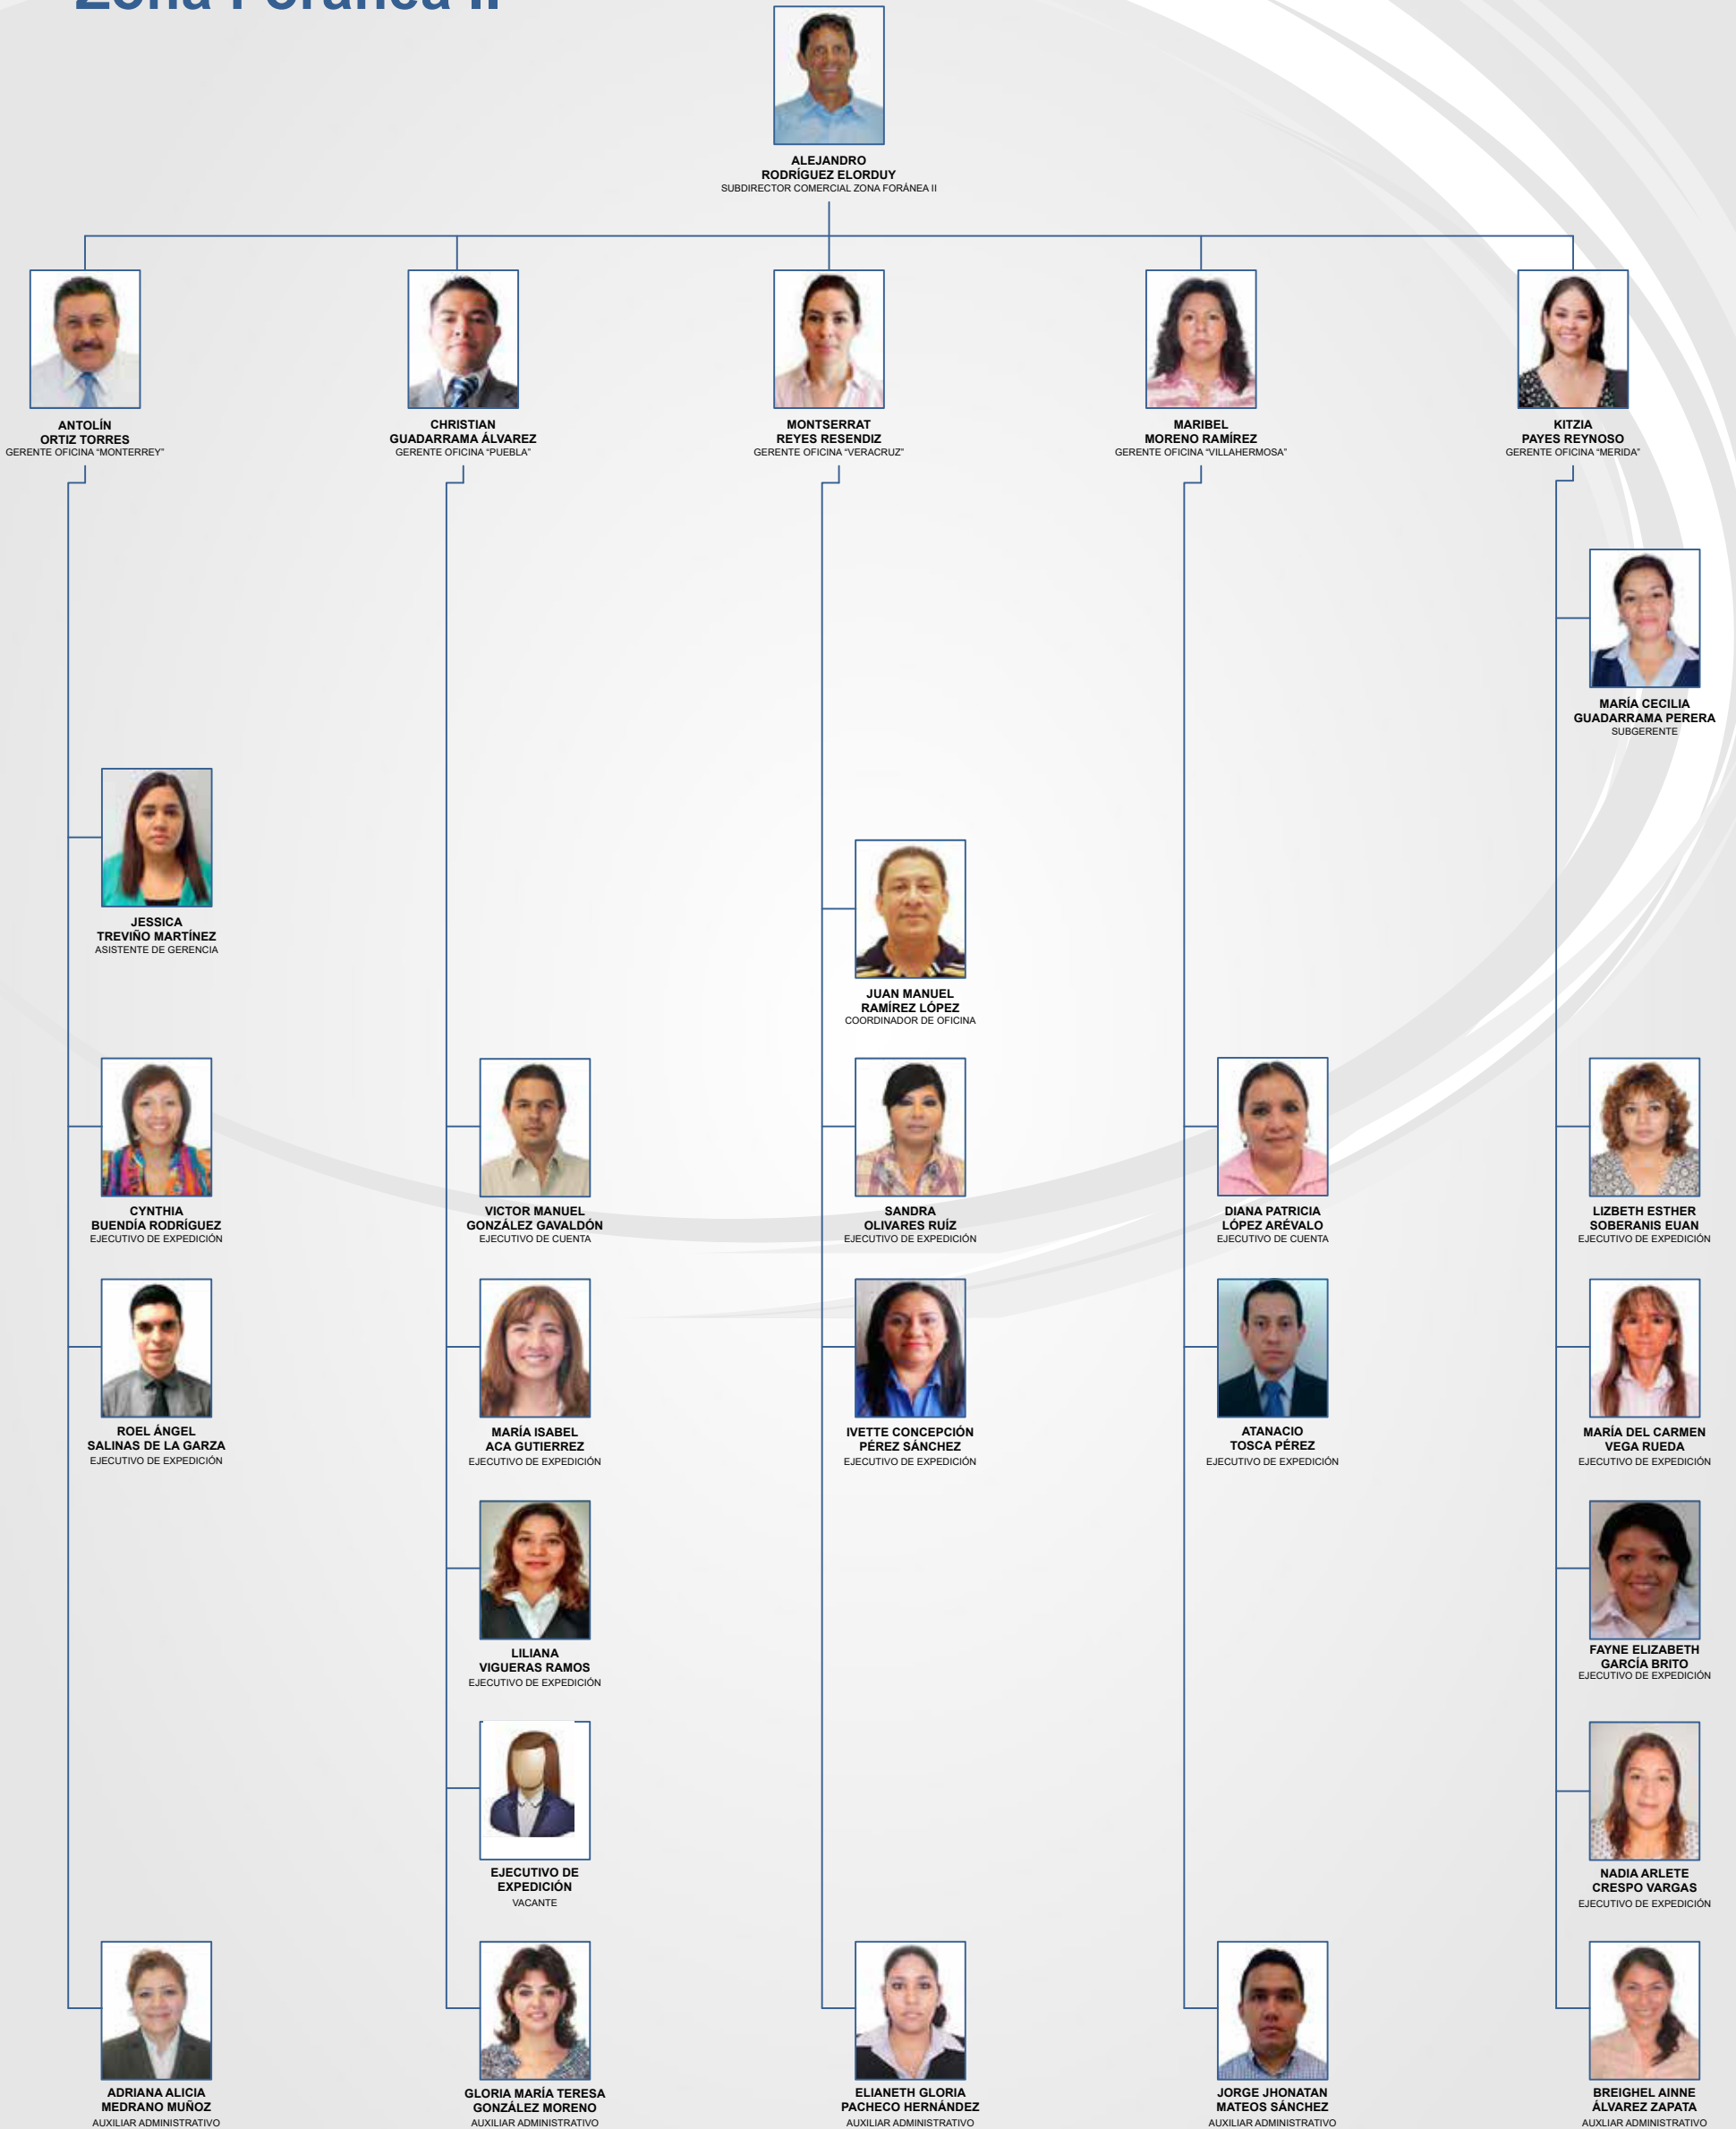 Zona Foránea II
ALEJANDRO
RODRÍGUEZ ELORDUY
SUBDIRECTOR COMERCIAL ZONA FORÁNEA II
ANTOLÍN
ORTIZ TORRES
GERENTE OFICINA “MONTERREY”
CHRISTIAN
GUADARRAMA ÁLVAREZ
GERENTE OFICINA “PUEBLA”
MONTSERRAT
REYES RESENDIZ
GERENTE OFICINA “VERACRUZ”
MARIBEL
MORENO RAMÍREZ
GERENTE OFICINA “VILLAHERMOSA”
KITZIA
PAYES REYNOSO
GERENTE OFICINA “MERIDA”
MARÍA CECILIA
GUADARRAMA PERERA
SUBGERENTE
JESSICA
TREVIÑO MARTÍNEZ
ASISTENTE DE GERENCIA
JUAN MANUEL
RAMÍREZ LÓPEZ
COORDINADOR DE OFICINA
CYNTHIA
BUENDÍA RODRÍGUEZ
EJECUTIVO DE EXPEDICIÓN
VICTOR MANUEL
GONZÁLEZ GAVALDÓN
EJECUTIVO DE CUENTA
SANDRA
OLIVARES RUÍZ
EJECUTIVO DE EXPEDICIÓN
DIANA PATRICIA
LÓPEZ ARÉVALO
EJECUTIVO DE CUENTA
LIZBETH ESTHER
SOBERANIS EUAN
EJECUTIVO DE EXPEDICIÓN
ROEL ÁNGEL
SALINAS DE LA GARZA
EJECUTIVO DE EXPEDICIÓN
MARÍA ISABEL
ACA GUTIERREZ
EJECUTIVO DE EXPEDICIÓN
IVETTE CONCEPCIÓN
PÉREZ SÁNCHEZ
EJECUTIVO DE EXPEDICIÓN
ATANACIO
TOSCA PÉREZ
EJECUTIVO DE EXPEDICIÓN
MARÍA DEL CARMEN
VEGA RUEDA
EJECUTIVO DE EXPEDICIÓN
LILIANA
VIGUERAS RAMOS
EJECUTIVO DE EXPEDICIÓN
FAYNE ELIZABETH
GARCÍA BRITO
EJECUTIVO DE EXPEDICIÓN
EJECUTIVO DE
EXPEDICIÓN
VACANTE
NADIA ARLETE
CRESPO VARGAS
EJECUTIVO DE EXPEDICIÓN
ADRIANA ALICIA
MEDRANO MUÑOZ
AUXILIAR ADMINISTRATIVO
GLORIA MARÍA TERESA
GONZÁLEZ MORENO
AUXILIAR ADMINISTRATIVO
ELIANETH GLORIA
PACHECO HERNÁNDEZ
AUXILIAR ADMINISTRATIVO
JORGE JHONATAN
MATEOS SÁNCHEZ
AUXILIAR ADMINISTRATIVO
BREIGHEL AINNE
ÁLVAREZ ZAPATA
AUXLIAR ADMINISTRATIVO